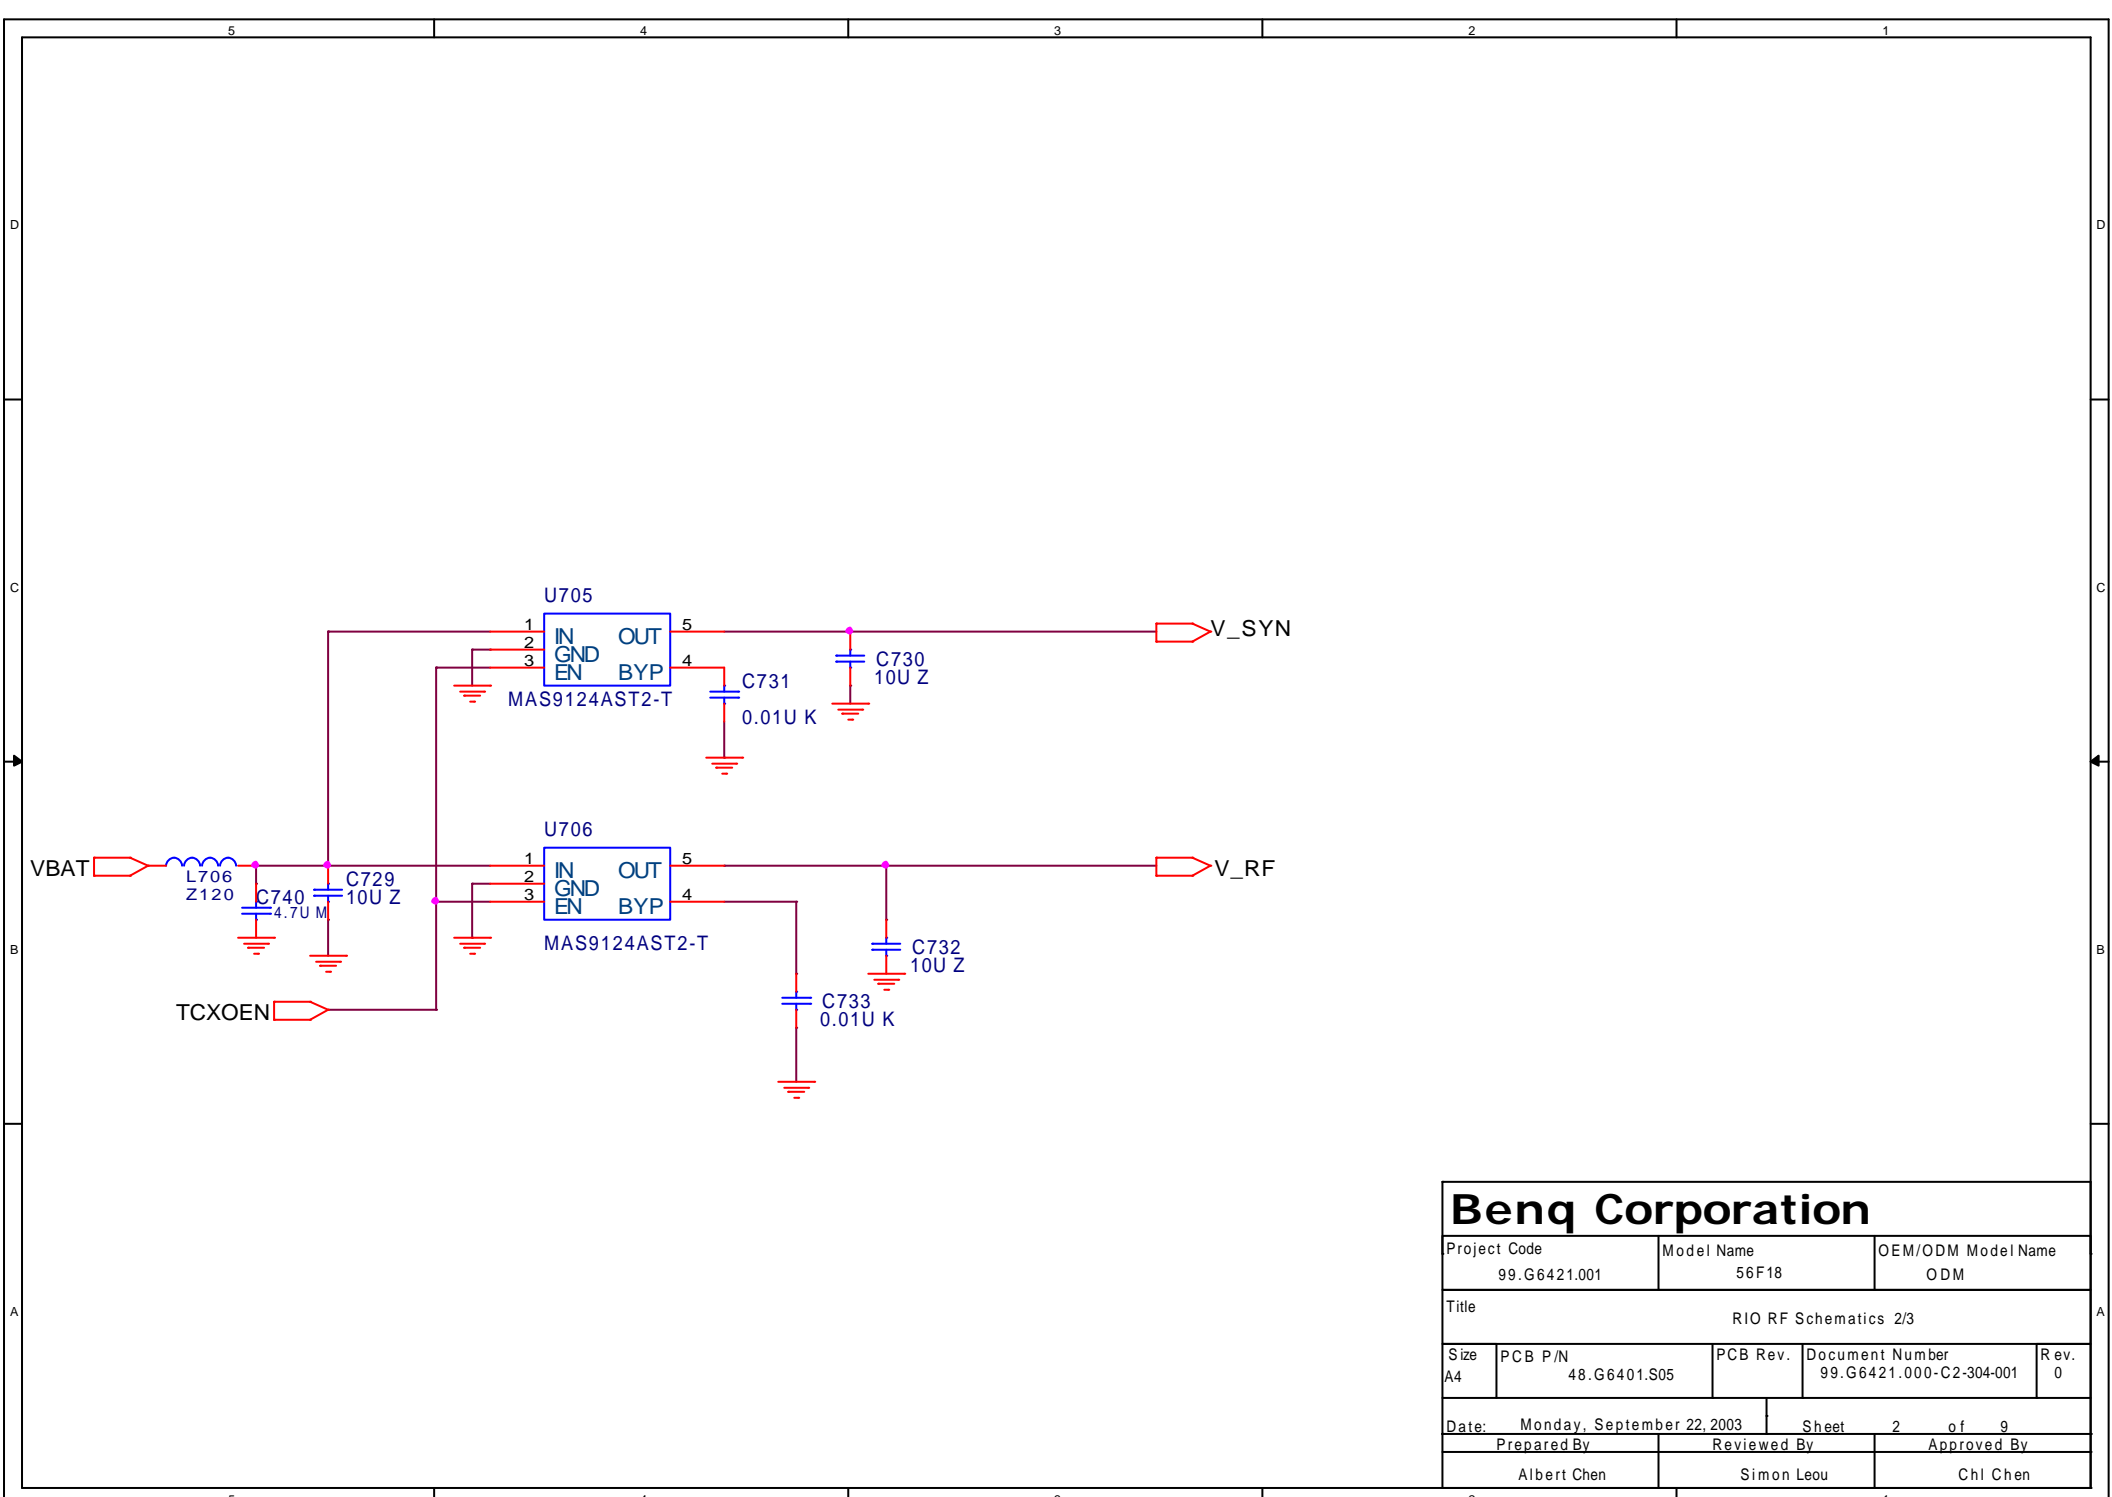 5 4 3 2 1
D D
C C
B B
A A
U705
1 IN OUT 5
2 GND
3 EN BYP 4
MAS9124AST2-T
C731
0.01U K
C730
10U Z
V_SYN
U706
1 IN OUT 5
2 GND
3 EN BYP 4
MAS9124AST2-T
VBAT
L706
Z120
C740
4.7U M
C729
10U Z
V_RF
C732
10U Z
C733
0.01U K
TCXOEN
Benq Corporation
Project Code Model Name OEM/ODM Model Name
99.G6421.001 56F18 ODM
Title
RIO RF Schematics 2/3
Size PCB P/N PCB Rev. Document Number Rev.
A4 48.G6401.S05 99.G6421.000-C2-304-001 0
Date: Monday, September 22, 2003 Sheet 2 of 9
Prepared By Reviewed By Approved By
Albert Chen Simon Leou Chl Chen